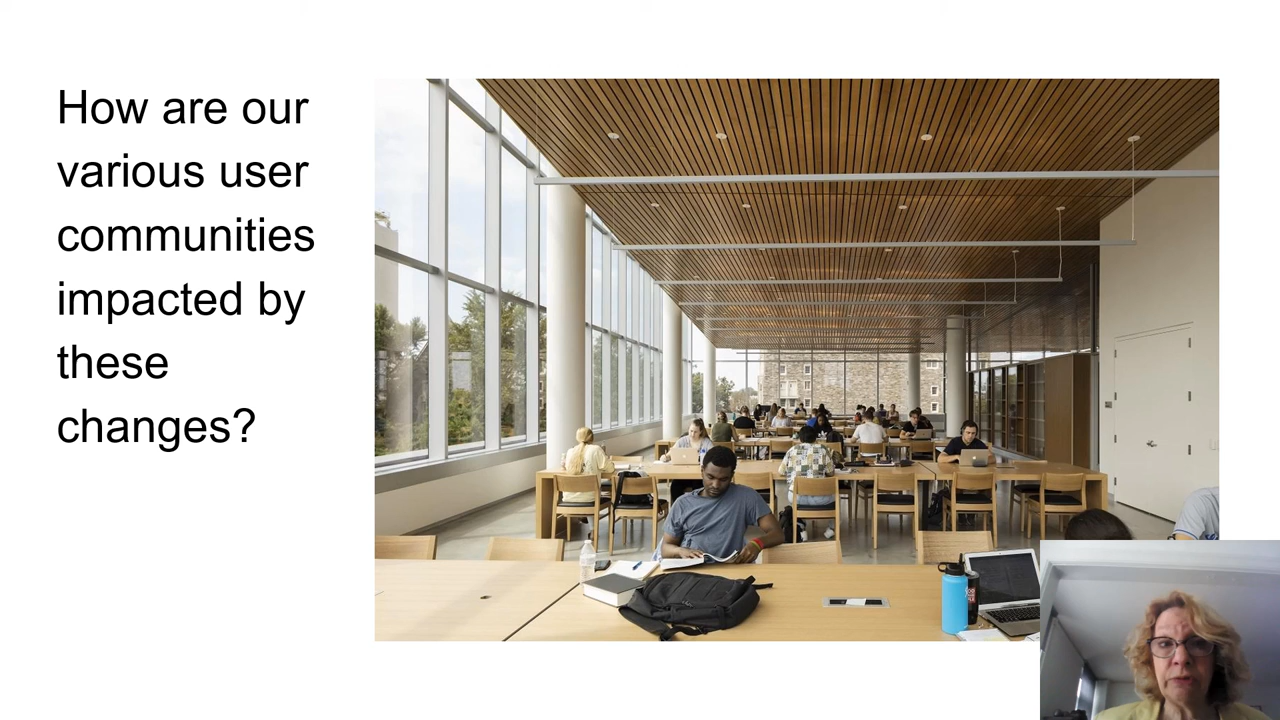 How are our
various user
communities
impacted by
these
changes?